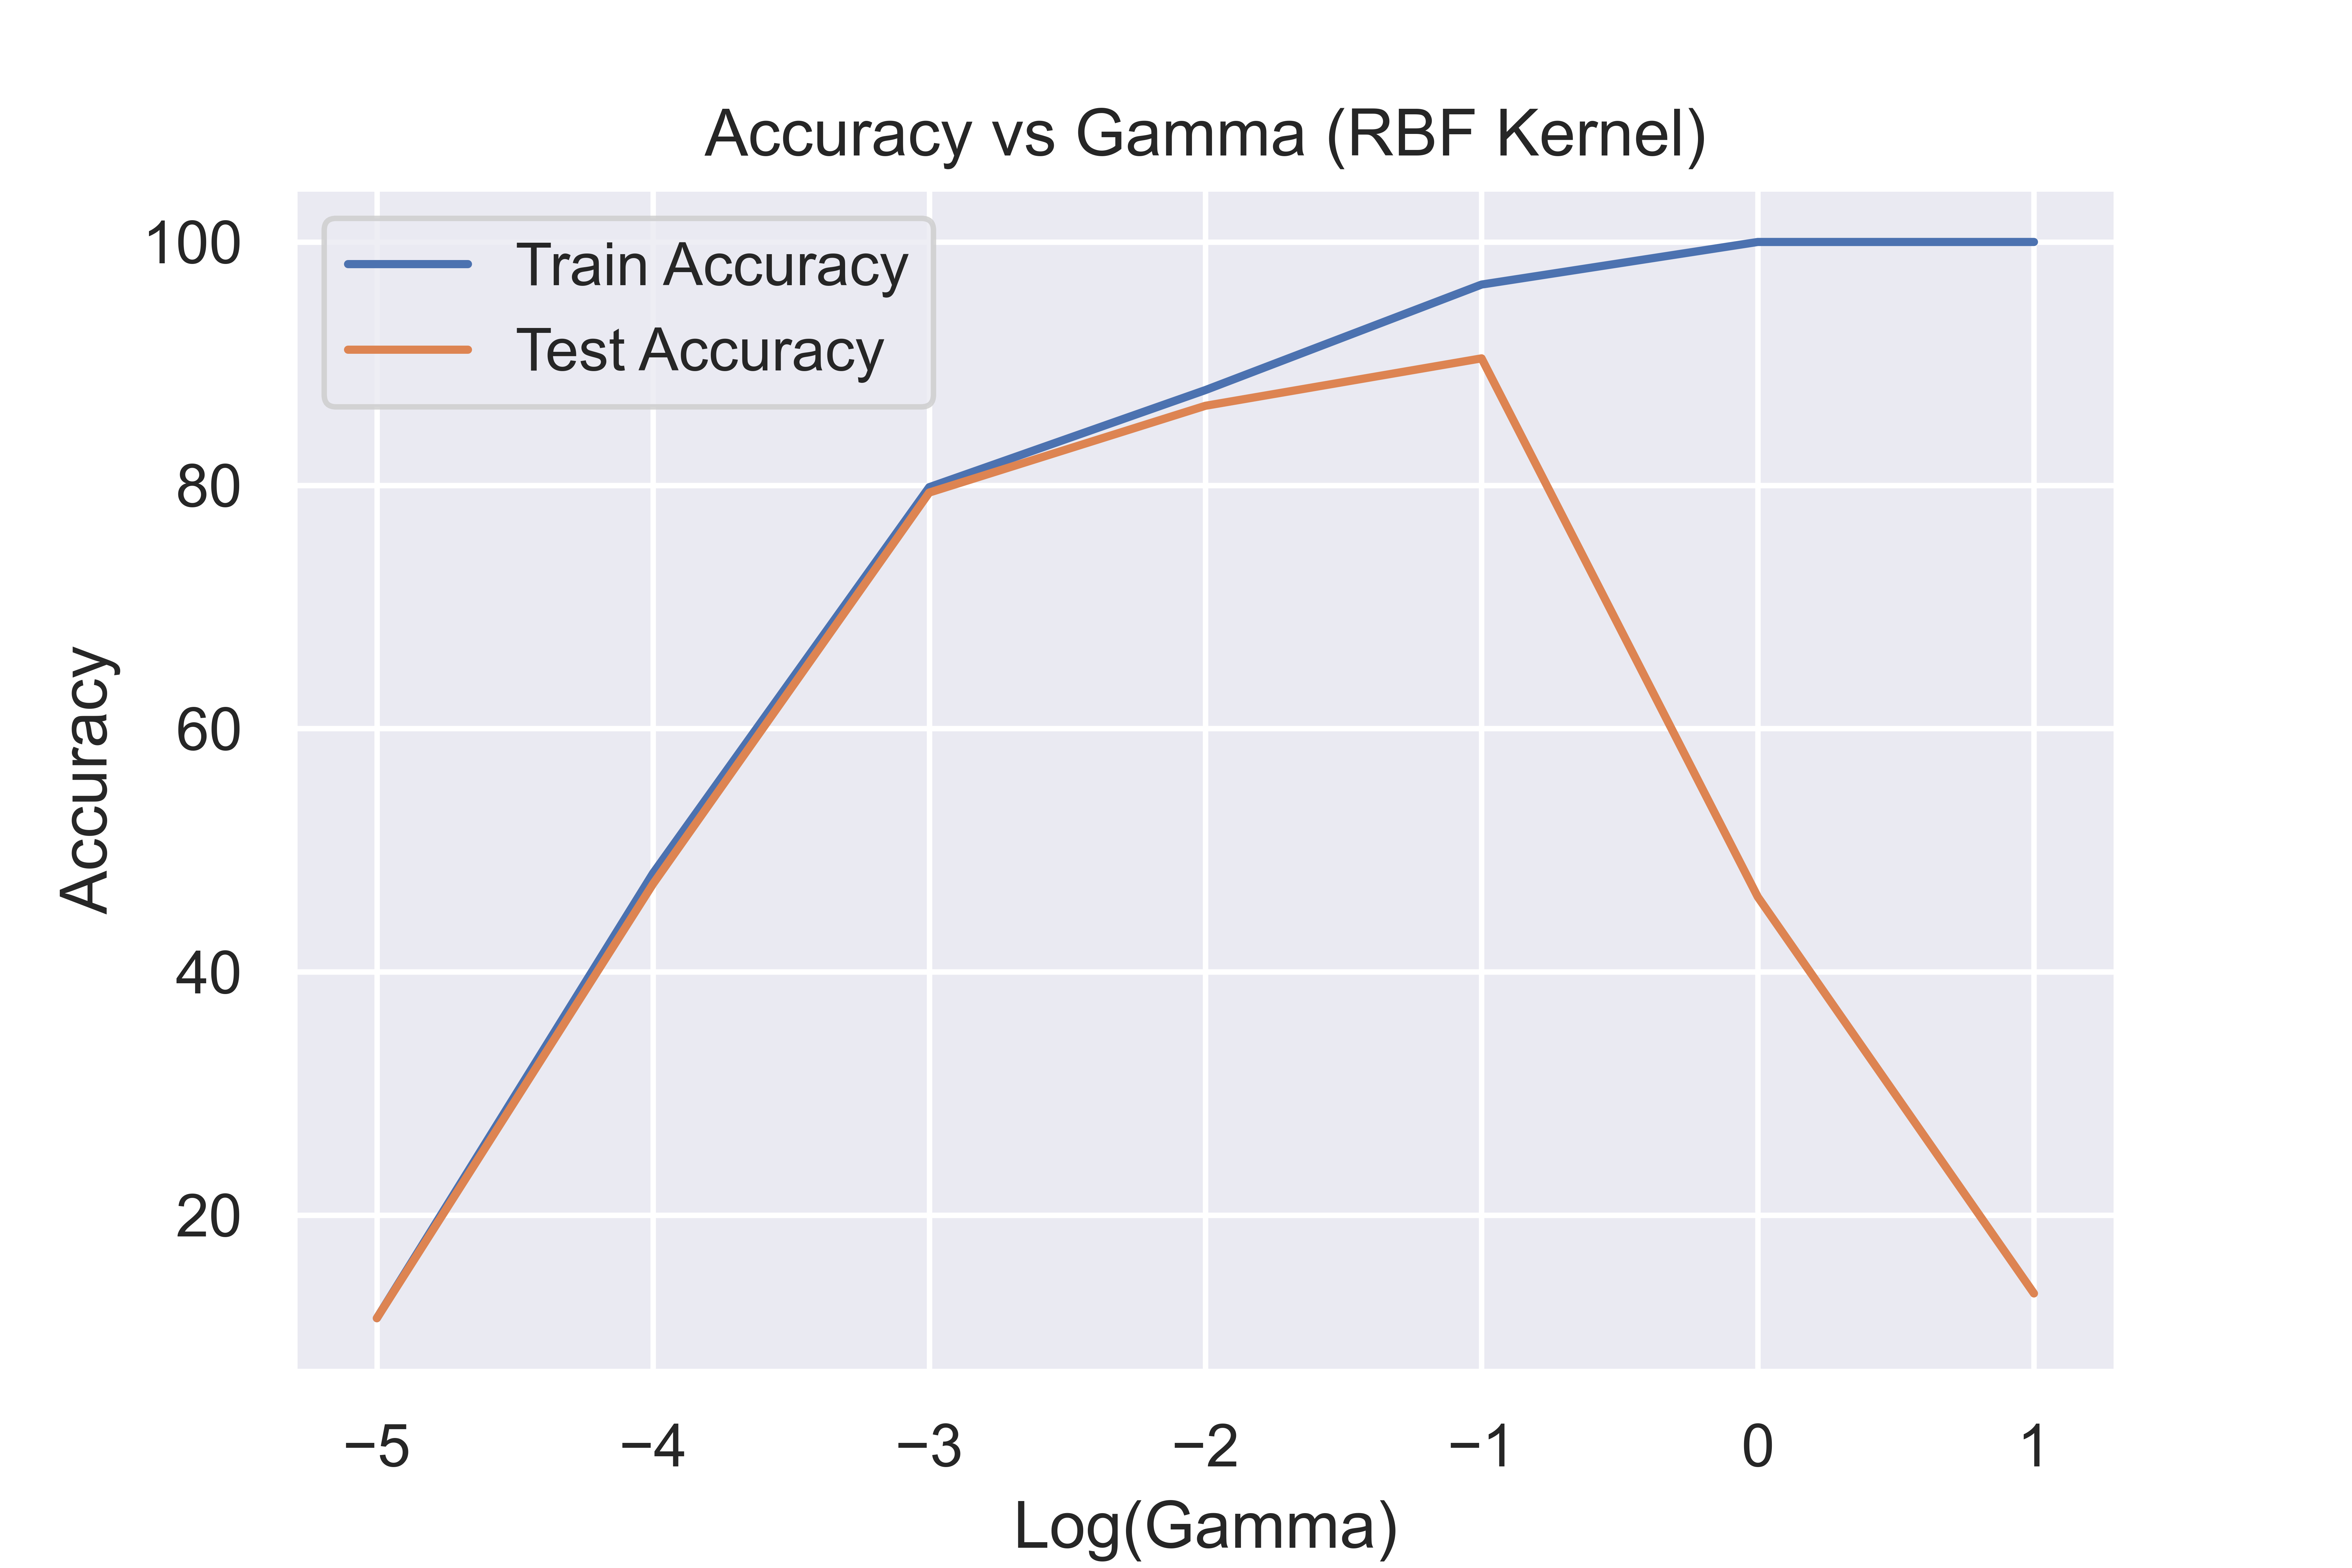 Accuracy vs Gamma (RBF Kernel)
Train Accuracy
Test Accuracy
100
80
60
40
20
Accuracy
−5 −4 −3 −2 −1 0 1
Log(Gamma)